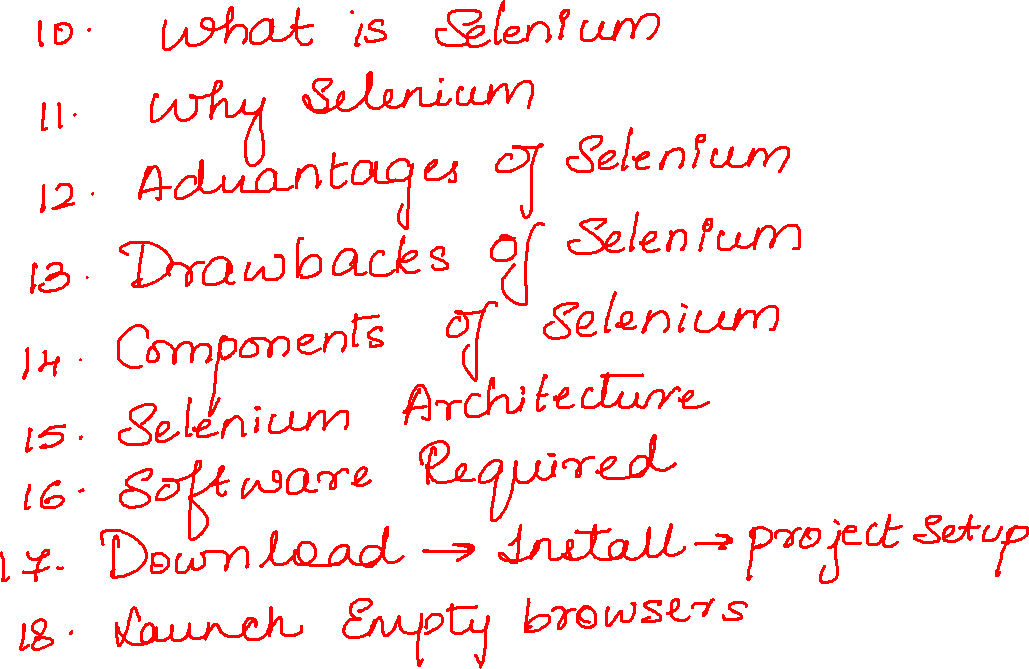 10. What is Selenium
11. Why Selenium
12. Advantages of Selenium
13. Drawbacks of Selenium
14. Components of Selenium
15. Selenium Architecture
16. Software Required
17. Download → Install → project Setup
18. Launch Empty browsers